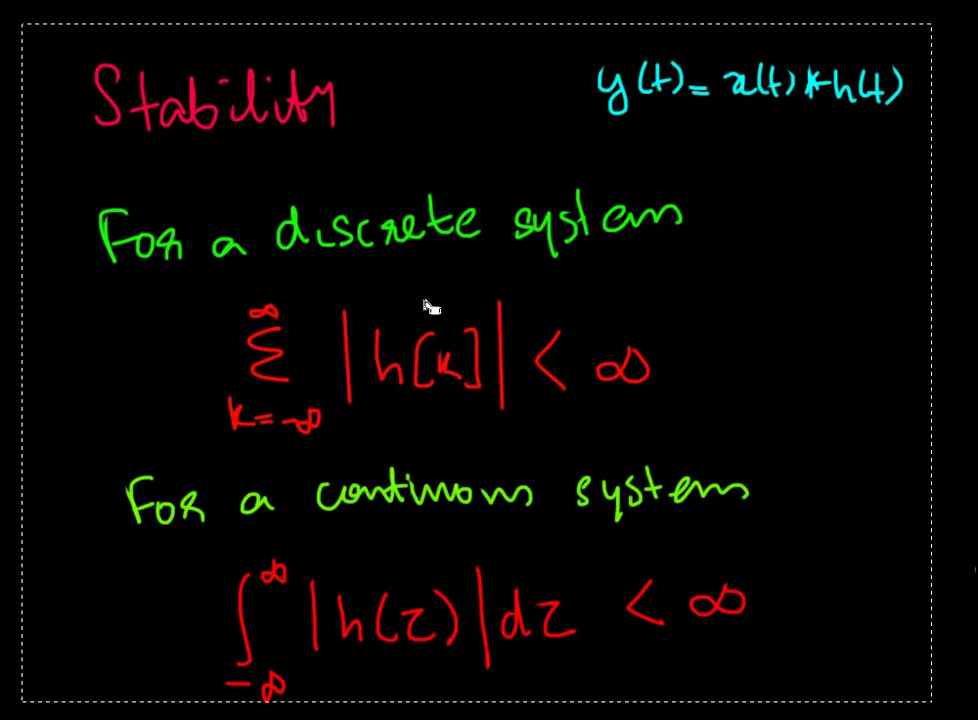 Stability
y(t) = x(t) * h(t)
For a discrete system
∞
∑ |h[k]| < ∞
k = -∞
For a continuous system
∞
∫ |h(τ)| dτ < ∞
-∞